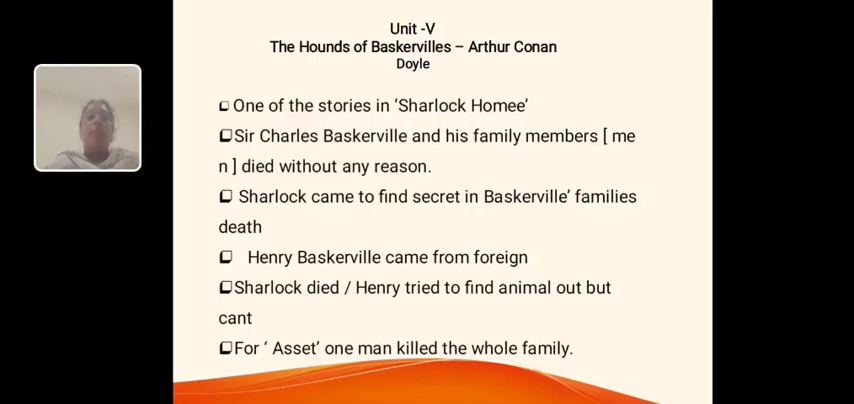 Unit -V
The Hounds of Baskervilles – Arthur Conan
Doyle
One of the stories in ‘Sharlock Homee’
Sir Charles Baskerville and his family members [ me
n ] died without any reason.
Sharlock came to find secret in Baskerville’ families
death
Henry Baskerville came from foreign
Sharlock died / Henry tried to find animal out but
cant
For ‘ Asset’ one man killed the whole family.